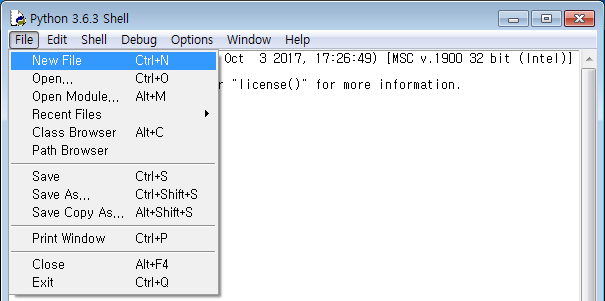 Python 3.6.3 Shell
File Edit Shell Debug Options Window Help
Oct 3 2017, 17:26:49) [MSC v.1900 32 bit (Intel)]
"license()" for more information.
New File Ctrl+N
Open... Ctrl+O
Open Module... Alt+M
Recent Files
Class Browser Alt+C
Path Browser
Save Ctrl+S
Save As... Ctrl+Shift+S
Save Copy As... Alt+Shift+S
Print Window Ctrl+P
Close Alt+F4
Exit Ctrl+Q